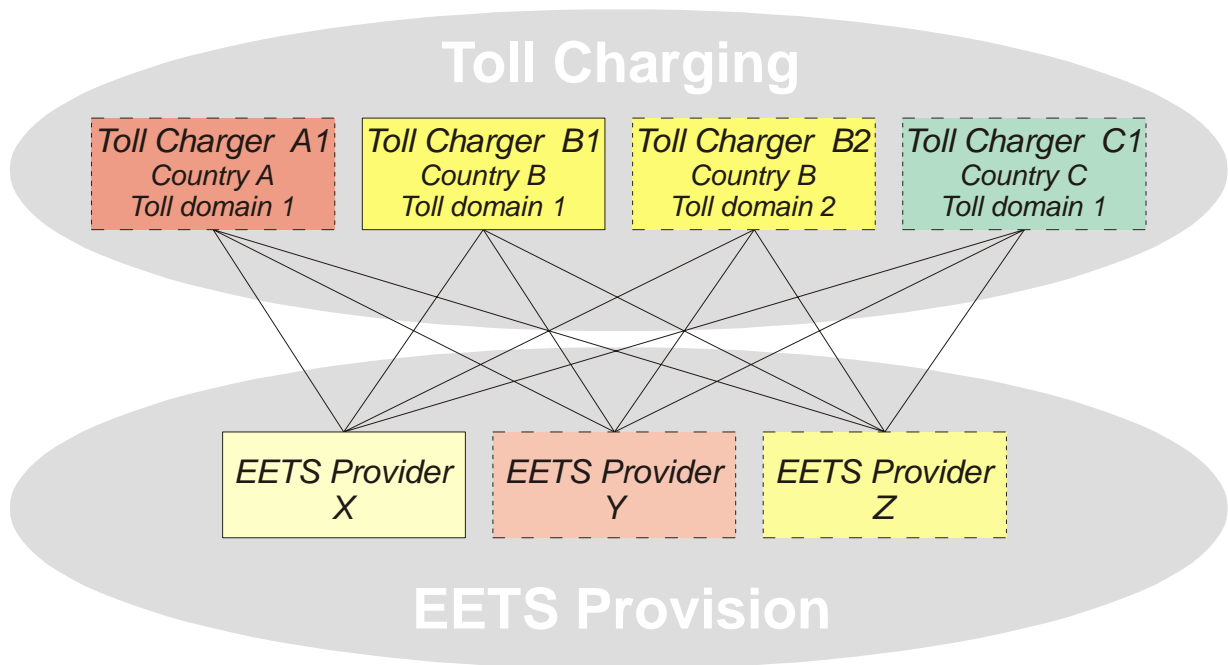 Toll Charging
Toll Charger A1
Country A
Toll domain 1
Toll Charger B1
Country B
Toll domain 1
Toll Charger B2
Country B
Toll domain 2
Toll Charger C1
Country C
Toll domain 1
EETS Provider
X
EETS Provider
Y
EETS Provider
Z
EETS Provision